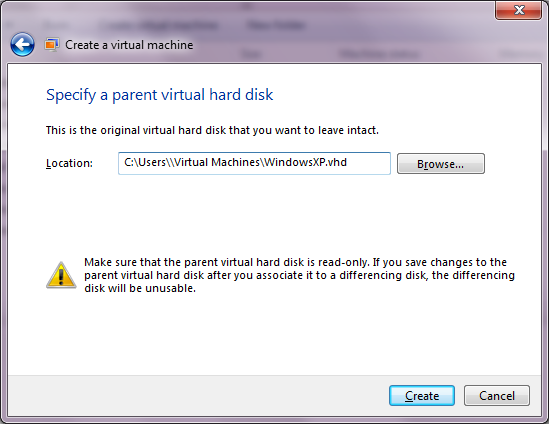 Create a virtual machine
Specify a parent virtual hard disk
This is the original virtual hard disk that you want to leave intact.
Location: C:\Users\\Virtual Machines\WindowsXP.vhd Browse...
Make sure that the parent virtual hard disk is read-only. If you save changes to the
parent virtual hard disk after you associate it to a differencing disk, the differencing
disk will be unusable.
Create Cancel